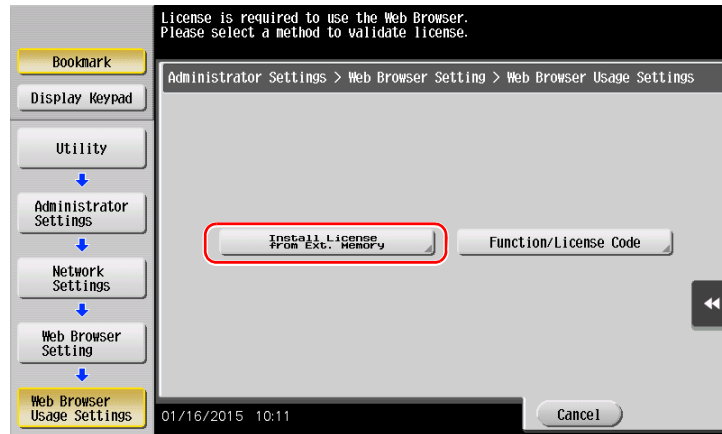 License is required to use the Web Browser.
Please select a method to validate license.
Bookmark
Display Keypad
Utility
Administrator
Settings
Network
Settings
Web Browser
Setting
Web Browser
Usage Settings
Administrator Settings > Web Browser Setting > Web Browser Usage Settings
Install License
from Ext. Memory
Function/License Code
01/16/2015 10:11
Cancel